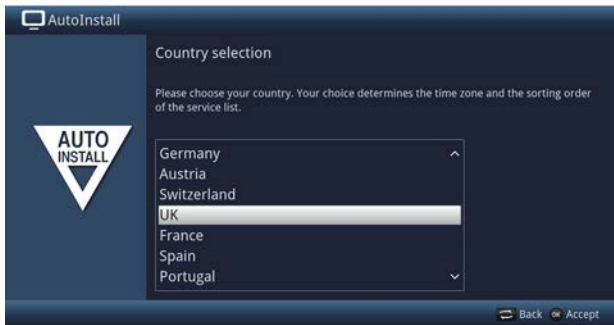 AutoInstall
Country selection
Please choose your country. Your choice determines the time zone and the sorting order
of the service list.
AUTO
INSTALL
Germany
Austria
Switzerland
UK
France
Spain
Portugal
Back OK Accept